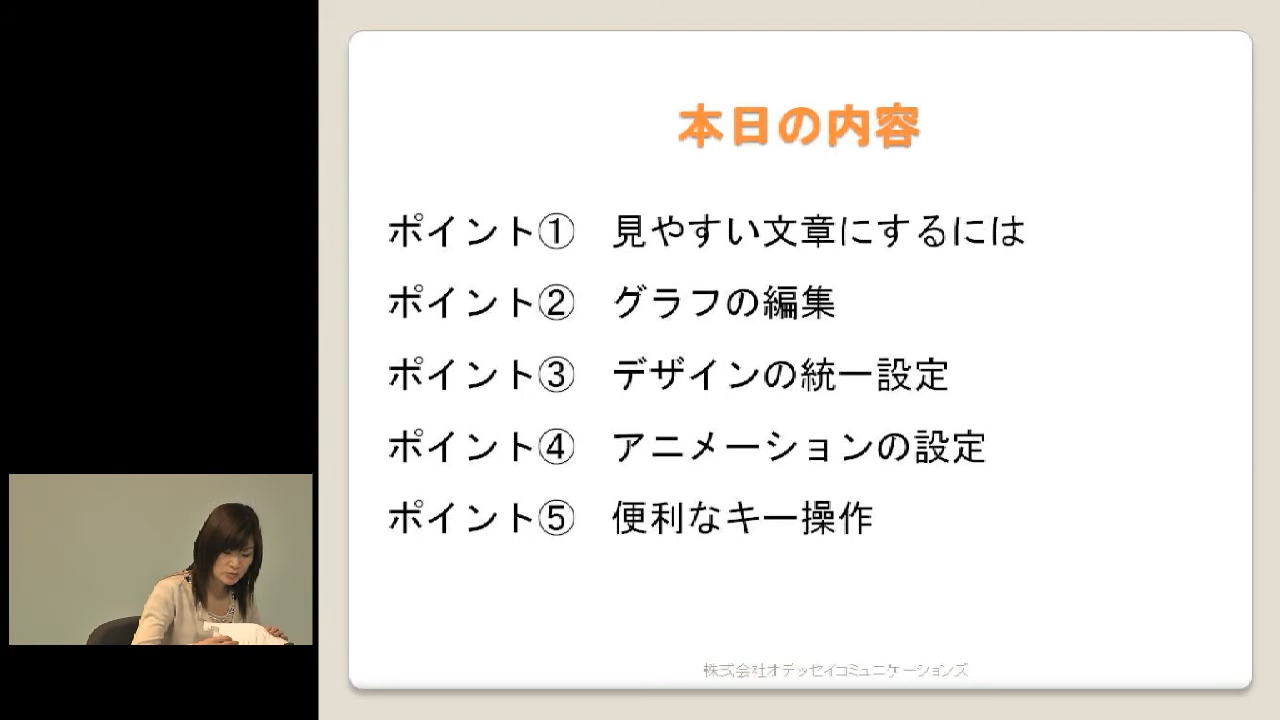 本日の内容
ポイント① 見やすい文章にするには
ポイント② グラフの編集
ポイント③ デザインの統一設定
ポイント④ アニメーションの設定
ポイント⑤ 便利なキー操作
株式会社オデッセイコミュニケーションズ